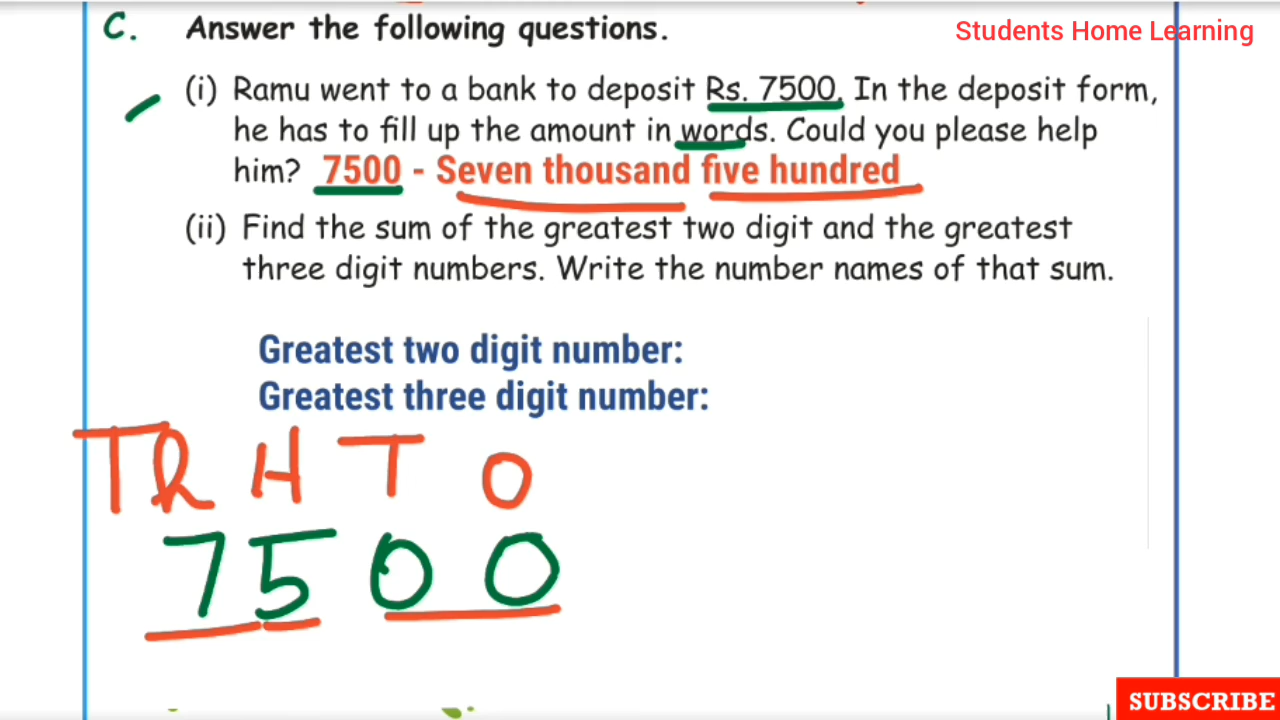 Students Home Learning
C. Answer the following questions.
(i) Ramu went to a bank to deposit Rs. 7500. In the deposit form,
he has to fill up the amount in words. Could you please help
him? 7500 - Seven thousand five hundred
(ii) Find the sum of the greatest two digit and the greatest
three digit numbers. Write the number names of that sum.
Greatest two digit number:
Greatest three digit number:
Th H T O
7 5 0 0
SUBSCRIBE